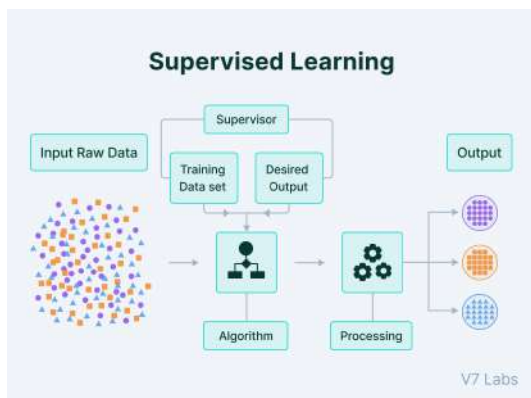 Supervised Learning
Supervisor
Input Raw Data
Training
Data set
Desired
Output
Output
Algorithm
Processing
V7 Labs